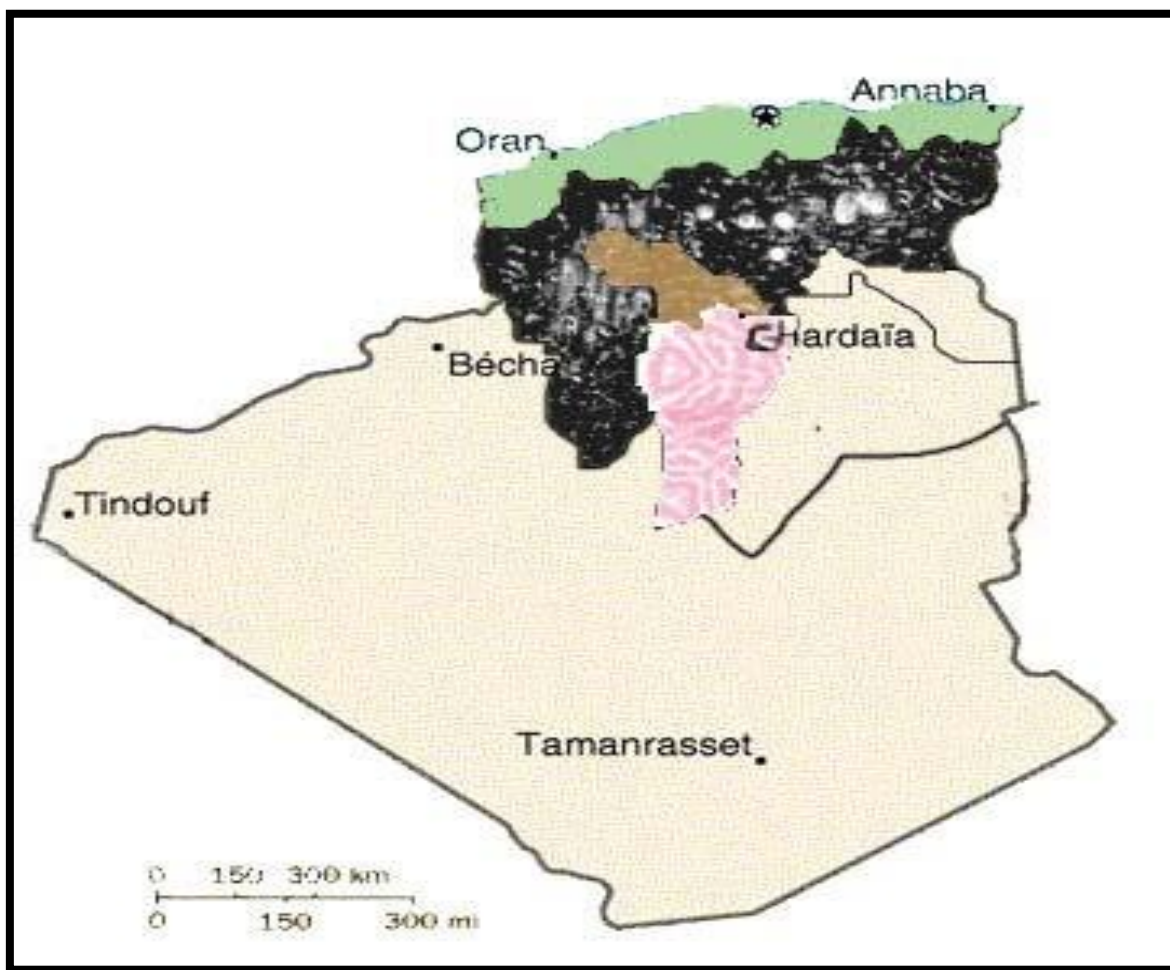 Annaba
Oran
Ghardaïa
Bécha
Tindouf
Tamanrasset
0 150 300 km
0 150 300 mi